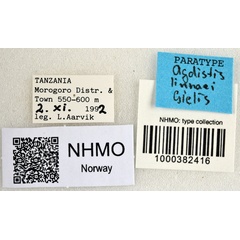 TANZANIA
Morogoro Distr. &
Town 550-600 m
2. xi. 1992
leg. L.Aarvik
PARATYPE
Agdistis
linnaei
Gielis
NHMO
Norway
NHMO: type collection
1000382416